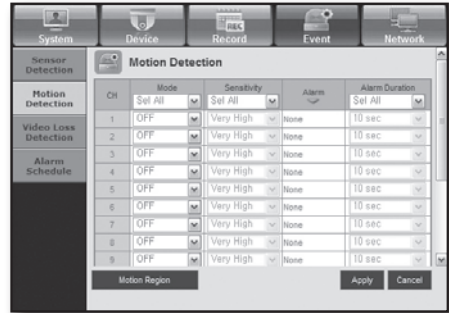 System Device Record Event Network
Sensor Detection
Motion Detection
Video Loss Detection
Alarm Schedule
Motion Detection
CH Mode Sensitivity Alarm Alarm Duration
Sel All Sel All Sel All
1 OFF Very High None 10 sec
2 OFF Very High None 10 sec
3 OFF Very High None 10 sec
4 OFF Very High None 10 sec
5 OFF Very High None 10 sec
6 OFF Very High None 10 sec
7 OFF Very High None 10 sec
8 OFF Very High None 10 sec
9 OFF Very High None 10 sec
Motion Region Apply Cancel